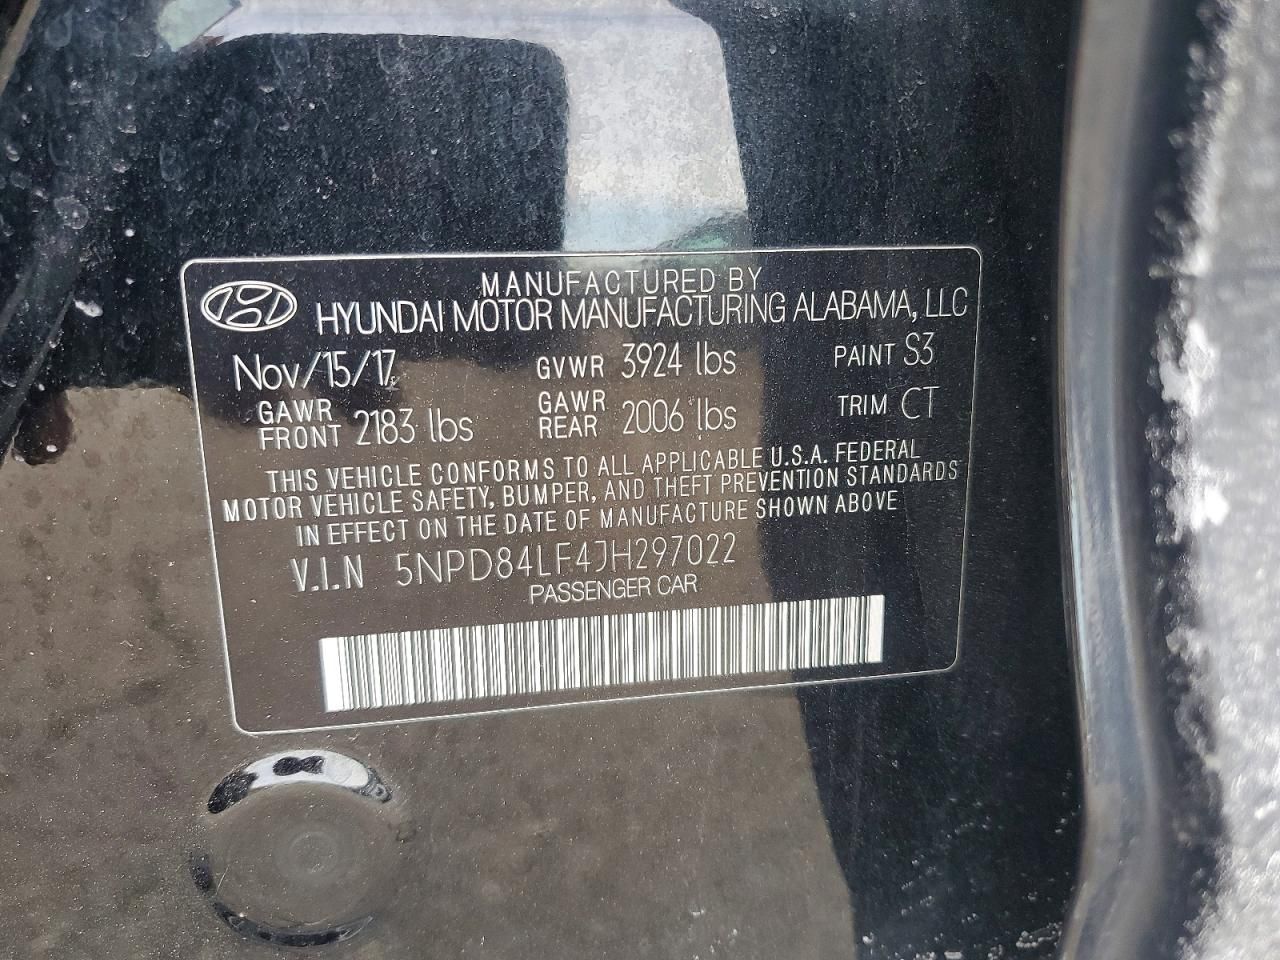 MANUFACTURED BY
HYUNDAI MOTOR MANUFACTURING ALABAMA, LLC
Nov/15/17 GVWR 3924 lbs PAINT S3
GAWR FRONT 2183 lbs GAWR REAR 2006 lbs TRIM CT
THIS VEHICLE CONFORMS TO ALL APPLICABLE U.S.A. FEDERAL
MOTOR VEHICLE SAFETY, BUMPER, AND THEFT PREVENTION STANDARDS
IN EFFECT ON THE DATE OF MANUFACTURE SHOWN ABOVE
V.I.N 5NPD84LF4JH297022
PASSENGER CAR